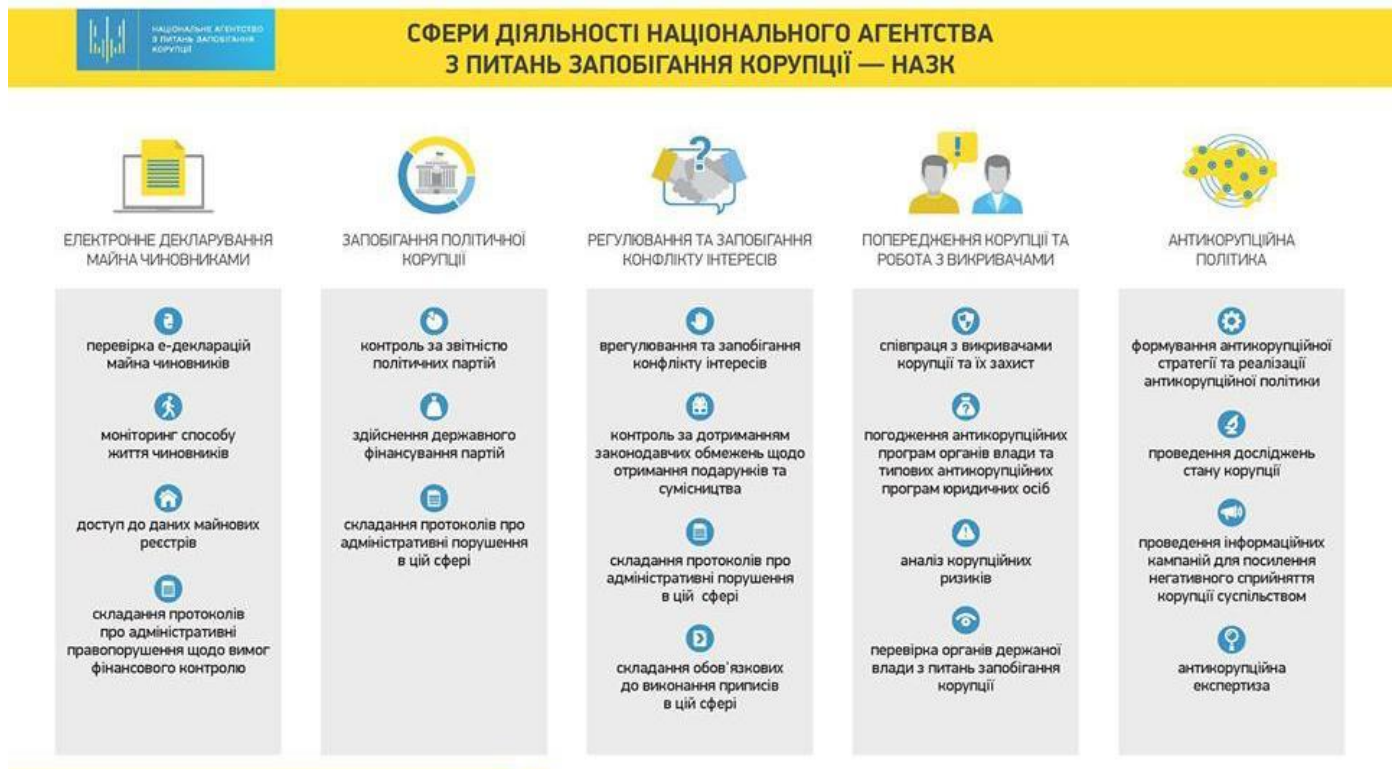 НАЦІОНАЛЬНЕ АГЕНТСТВО
З ПИТАНЬ ЗАПОБІГАННЯ
КОРУПЦІЇ
СФЕРИ ДІЯЛЬНОСТІ НАЦІОНАЛЬНОГО АГЕНТСТВА
З ПИТАНЬ ЗАПОБІГАННЯ КОРУПЦІЇ — НАЗК
ЕЛЕКТРОННЕ ДЕКЛАРУВАННЯ
МАЙНА ЧИНОВНИКАМИ
перевірка е-декларацій
майна чиновників
моніторинг способу
життя чиновників
доступ до даних майнових
реєстрів
складання протоколів
про адміністративні
правопорушення щодо вимог
фінансового контролю
ЗАПОБІГАННЯ ПОЛІТИЧНОЇ
КОРУПЦІЇ
контроль за звітністю
політичних партій
здійснення державного
фінансування партій
складання протоколів про
адміністративні порушення
в цій сфері
?
РЕГУЛЮВАННЯ ТА ЗАПОБІГАННЯ
КОНФЛІКТУ ІНТЕРЕСІВ
врегулювання та запобігання
конфлікту інтересів
контроль за дотриманням
законодавчих обмежень щодо
отримання подарунків та
сумісництва
складання протоколів про
адміністративні порушення
в цій сфері
складання обов'язкових
до виконання приписів
в цій сфері
!
ПОПЕРЕДЖЕННЯ КОРУПЦІЇ ТА
РОБОТА З ВИКРИВАЧАМИ
співпраця з викривачами
корупції та їх захист
погодження антикорупційних
програм органів влади та
типових антикорупційних
програм юридичних осіб
аналіз корупційних
ризиків
перевірка органів держаної
влади з питань запобігання
корупції
АНТИКОРУПЦІЙНА
ПОЛІТИКА
формування антикорупційної
стратегії та реалізації
антикорупційної політики
проведення досліджень
стану корупції
проведення інформаційних
кампаній для посилення
негативного сприйняття
корупції суспільством
антикорупційна
експертиза